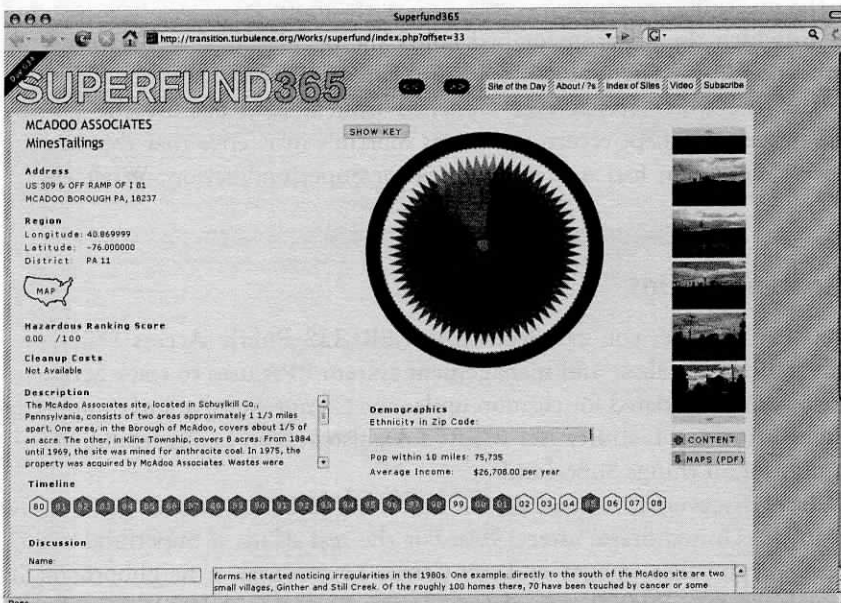 Superfund365
http://transition.turbulence.org/Works/superfund/index.php?offset=33
G
SUPERFUND365
<< >> Site of the Day About / ?s Index of Sites Video Subscribe
MCADOO ASSOCIATES
MinesTailings
SHOW KEY
Address
US 309 & OFF RAMP OF I 81
MCADOO BOROUGH PA, 18237
Region
Longitude: 40.869999
Latitude: -76.000000
District: PA 11
MAP
Hazardous Ranking Score
0.00 /100
Cleanup Costs
Not Available
Description
The McAdoo Associates site, located in Schuylkill Co.,
Pennsylvania, consists of two areas approximately 1 1/3 miles
apart. One area, in the Borough of McAdoo, covers about 1/5 of
an acre. The other, in Kline Township, covers 8 acres. From 1884
until 1969, the site was mined for anthracite coal. In 1975, the
property was acquired by McAdoo Associates. Wastes were
Demographics
Ethnicity in Zip Code:
Pop within 10 miles: 75,735
Average Income: $26,708.00 per year
CONTENT
MAPS (PDF)
Timeline
80 81 82 83 84 85 86 87 88 89 90 91 92 93 94 95 96 97 98 99 00 01 02 03 04 05 06 07 08
Discussion
Name:
forms. He started noticing irregularities in the 1980s. One example: directly to the south of the McAdoo site are two
small villages, Ginther and Still Creek. Of the roughly 100 homes there, 70 have been touched by cancer or some